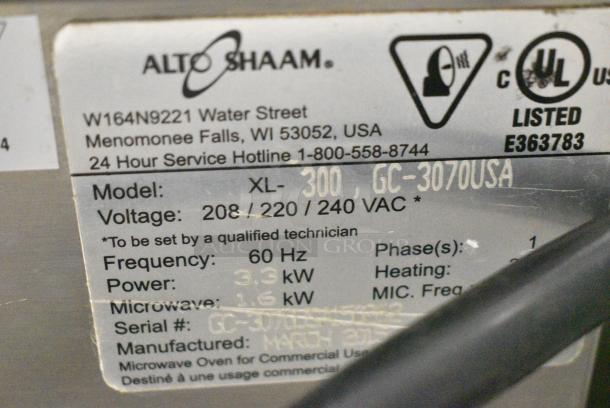 4
ALTO SHAAM®
W164N9221 Water Street
Menomonee Falls, WI 53052, USA
24 Hour Service Hotline 1-800-558-8744
C UL US
LISTED
E363783
Model: XL- 300 , GC-3070USA
Voltage: 208 / 220 / 240 VAC *
*To be set by a qualified technician
AUCTION GROUP
Frequency: 60 Hz
Phase(s): 1
Power: 3.3 kW
Heating:
Microwave: 1.6 kW
MIC. Freq.
Serial #:
Manufactured: MARCH
Microwave Oven for Commercial Use
Destiné à une usage commercial